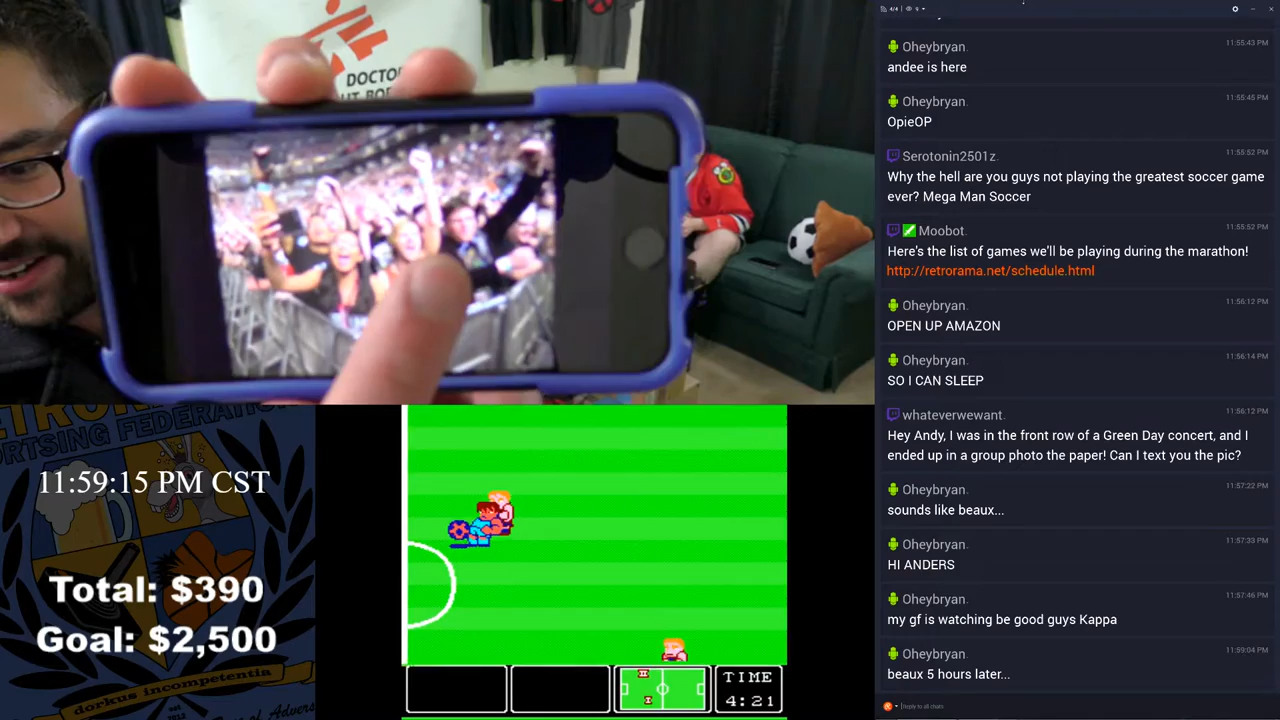 DOCTO
UT BOR
11:59:15 PM CST
Total: $390
Goal: $2,500
dorkus incompetentia
TIME
4:21
4/4
Oheybryan.
11:55:43 PM
andee is here
Oheybryan.
11:55:45 PM
OpieOP
Serotonin2501z.
11:55:52 PM
Why the hell are you guys not playing the greatest soccer game
ever? Mega Man Soccer
Moobot.
11:55:52 PM
Here's the list of games we'll be playing during the marathon!
http://retrorama.net/schedule.html
Oheybryan.
11:56:12 PM
OPEN UP AMAZON
Oheybryan.
11:56:14 PM
SO I CAN SLEEP
whateverwewant.
11:56:12 PM
Hey Andy, I was in the front row of a Green Day concert, and I
ended up in a group photo the paper! Can I text you the pic?
Oheybryan.
11:57:22 PM
sounds like beaux...
Oheybryan.
11:57:33 PM
HI ANDERS
Oheybryan.
11:57:46 PM
my gf is watching be good guys Kappa
Oheybryan.
11:59:04 PM
beaux 5 hours later...